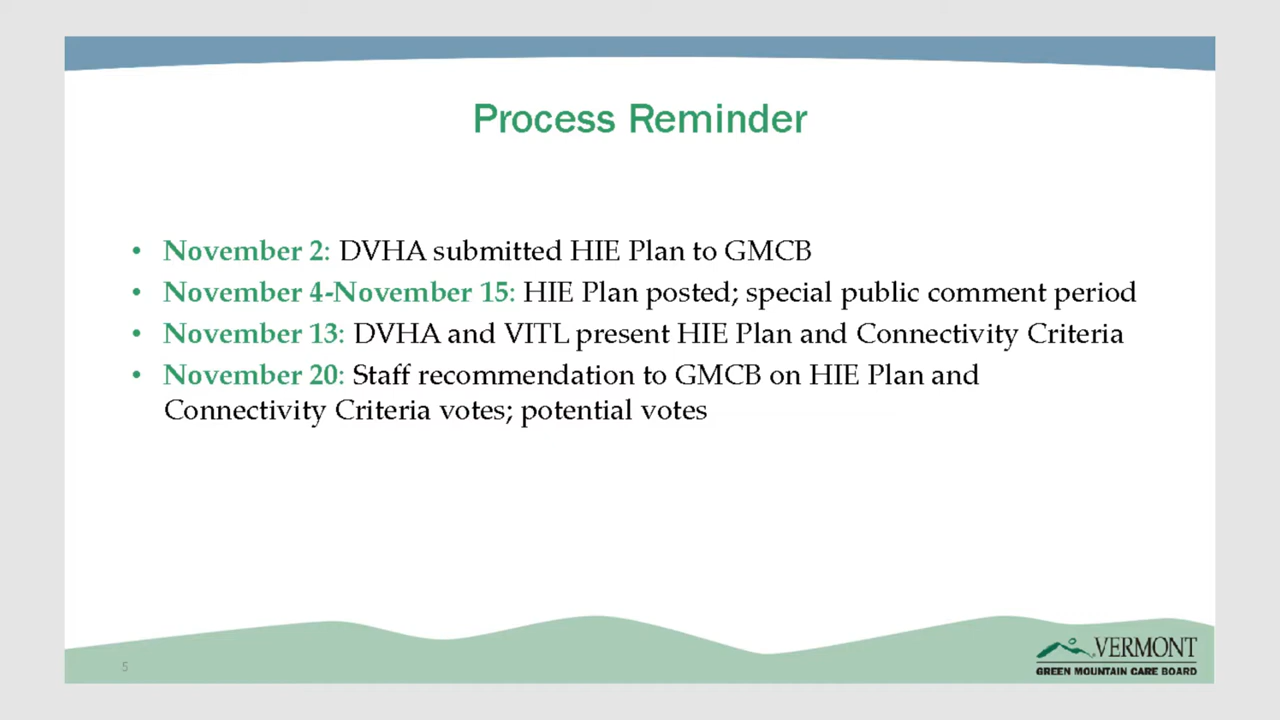 Process Reminder
• November 2: DVHA submitted HIE Plan to GMCB
• November 4-November 15: HIE Plan posted; special public comment period
• November 13: DVHA and VITL present HIE Plan and Connectivity Criteria
• November 20: Staff recommendation to GMCB on HIE Plan and
Connectivity Criteria votes; potential votes
5
VERMONT
GREEN MOUNTAIN CARE BOARD